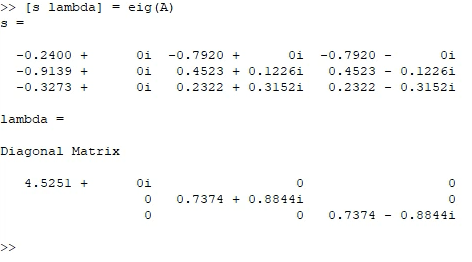 >> [s lambda] = eig(A)
s =
-0.2400 + 0i -0.7920 + 0i -0.7920 - 0i
-0.9139 + 0i 0.4523 + 0.1226i 0.4523 - 0.1226i
-0.3273 + 0i 0.2322 + 0.3152i 0.2322 - 0.3152i
lambda =
Diagonal Matrix
4.5251 + 0i 0 0
0 0.7374 + 0.8844i 0
0 0 0.7374 - 0.8844i
>>